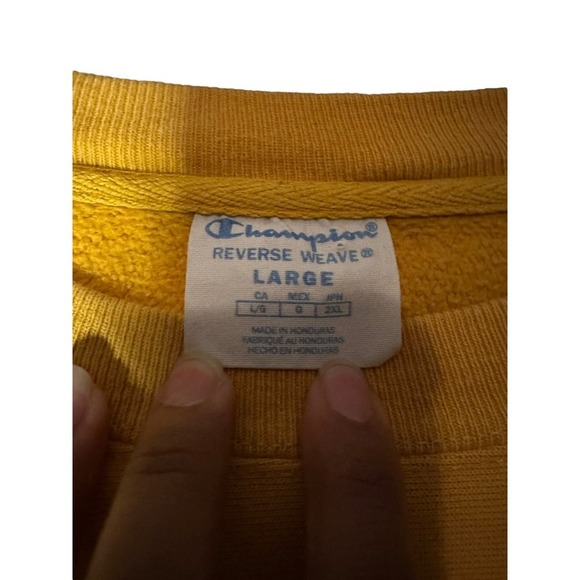 Champion®
REVERSE WEAVE®
LARGE
CA MEX JPN
L/G G 2XL
MADE IN HONDURAS
FABRIQUÉ AU HONDURAS
HECHO EN HONDURAS